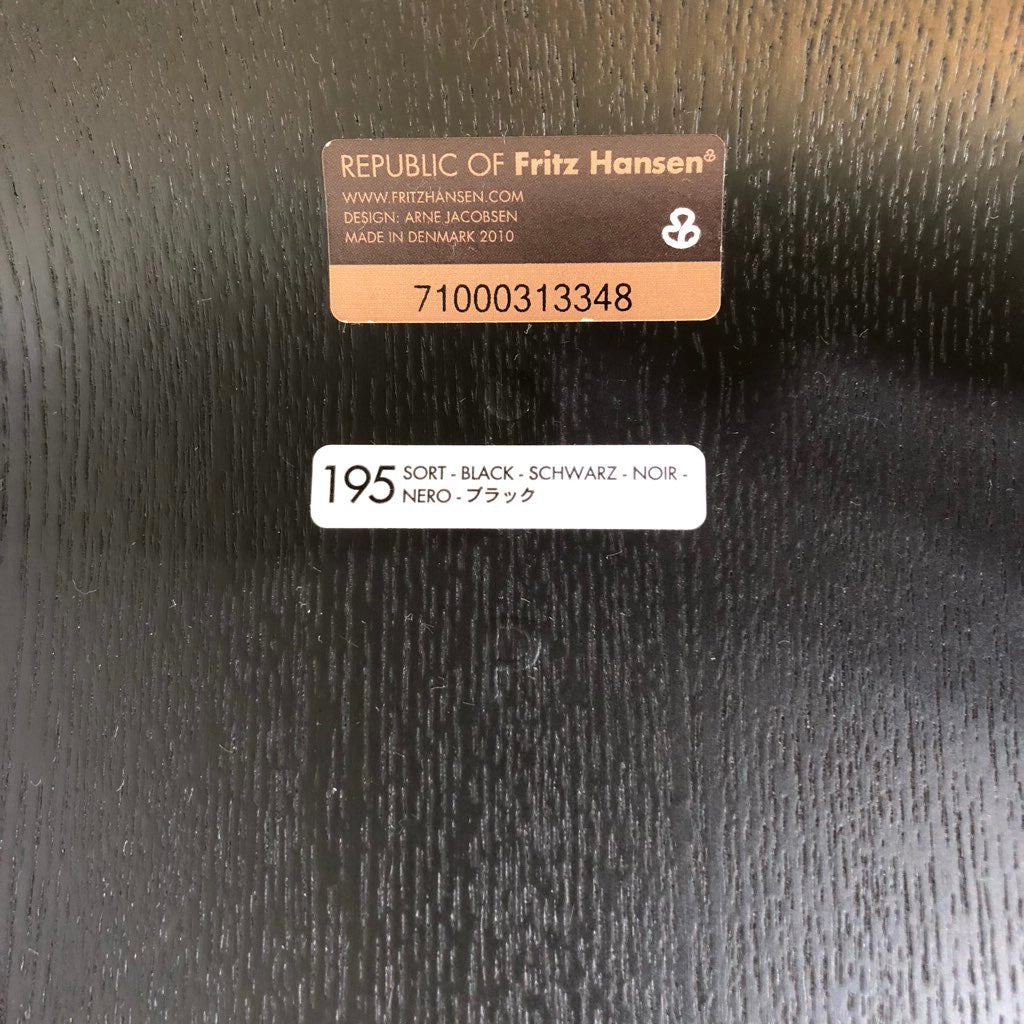 REPUBLIC OF Fritz Hansen
WWW.FRITZHANSEN.COM
DESIGN: ARNE JACOBSEN
MADE IN DENMARK 2010
71000313348
195 SORT - BLACK - SCHWARZ - NOIR -
NERO - ブラック